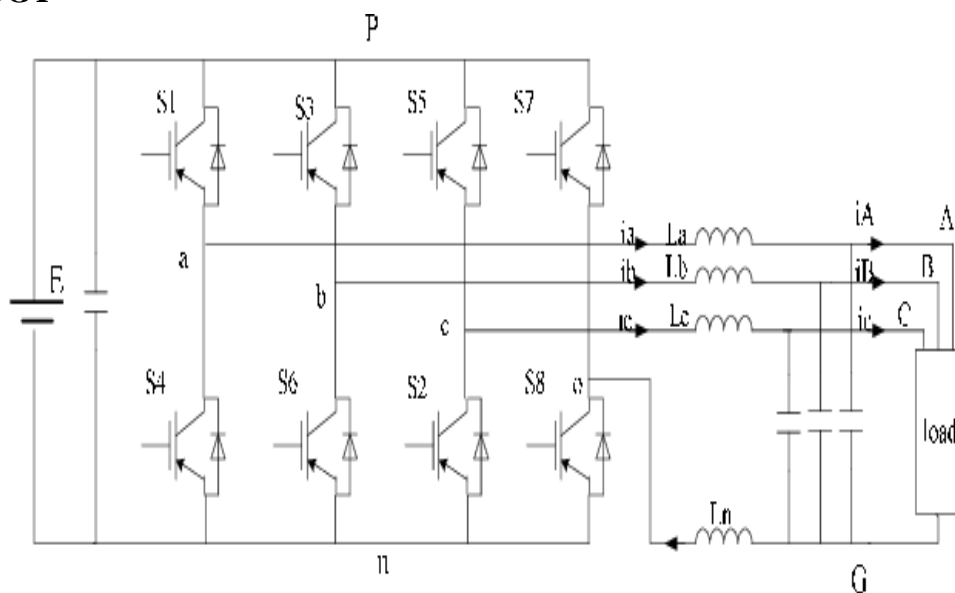 P
S1 S3 S5 S7
ia La iA A
a
E ib Lb iB B
b
c ic Lc ic C
S4 S6 S2 S8 o
load
Ln
n
G